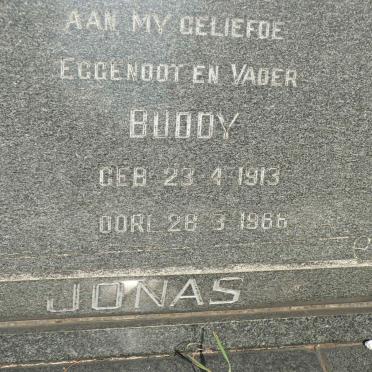 AAN MY GELIEFDE
EGGENOOT EN VADER
BUDDY
GEB 23 4 1913
OORL 28 3 1966
JONAS